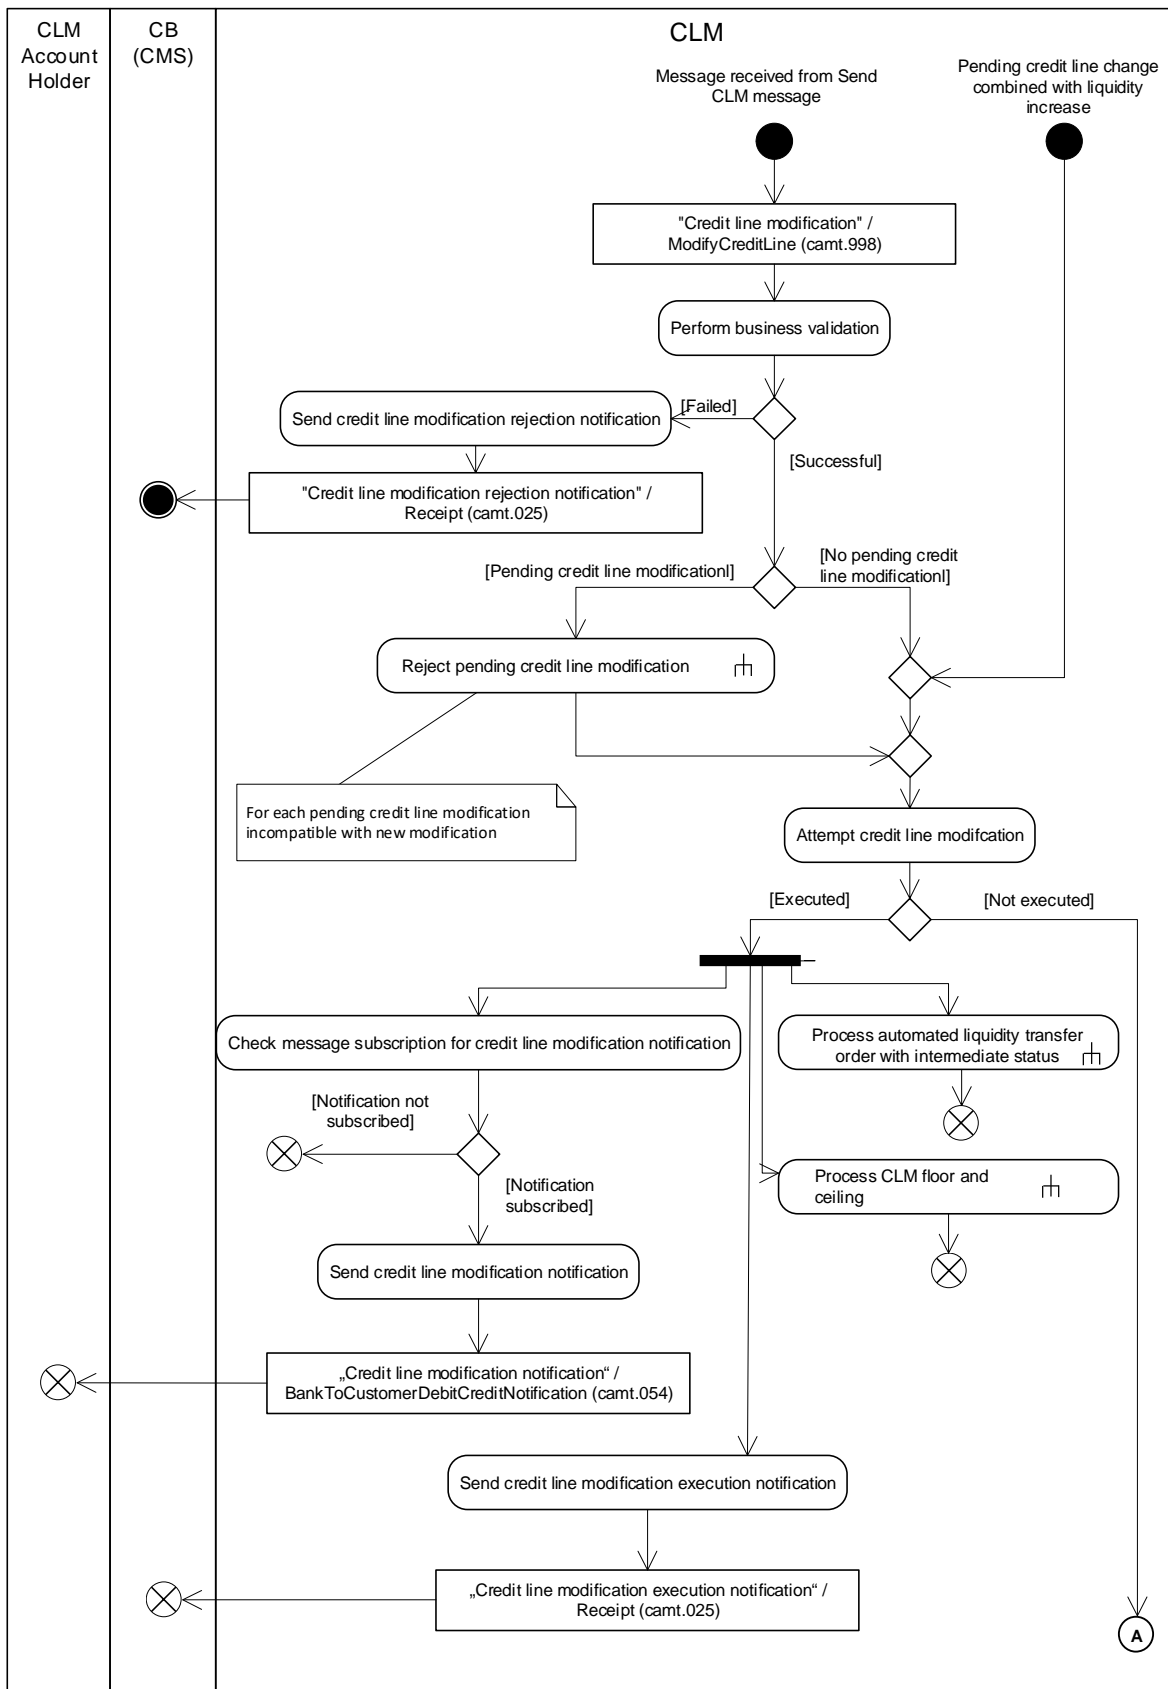 CLM
Account
Holder
CB
(CMS)
CLM
Message received from Send
CLM message
Pending credit line change
combined with liquidity
increase
"Credit line modification" /
ModifyCreditLine (camt.998)
Perform business validation
[Failed]
Send credit line modification rejection notification
[Successful]
"Credit line modification rejection notification" /
Receipt (camt.025)
[Pending credit line modificationl]
[No pending credit
line modificationl]
Reject pending credit line modification
For each pending credit line modification
incompatible with new modification
Attempt credit line modifcation
[Executed]
[Not executed]
Check message subscription for credit line modification notification
Process automated liquidity transfer
order with intermediate status
[Notification not
subscribed]
[Notification
subscribed]
Process CLM floor and
ceiling
Send credit line modification notification
„Credit line modification notification“ /
BankToCustomerDebitCreditNotification (camt.054)
Send credit line modification execution notification
„Credit line modification execution notification“ /
Receipt (camt.025)
A